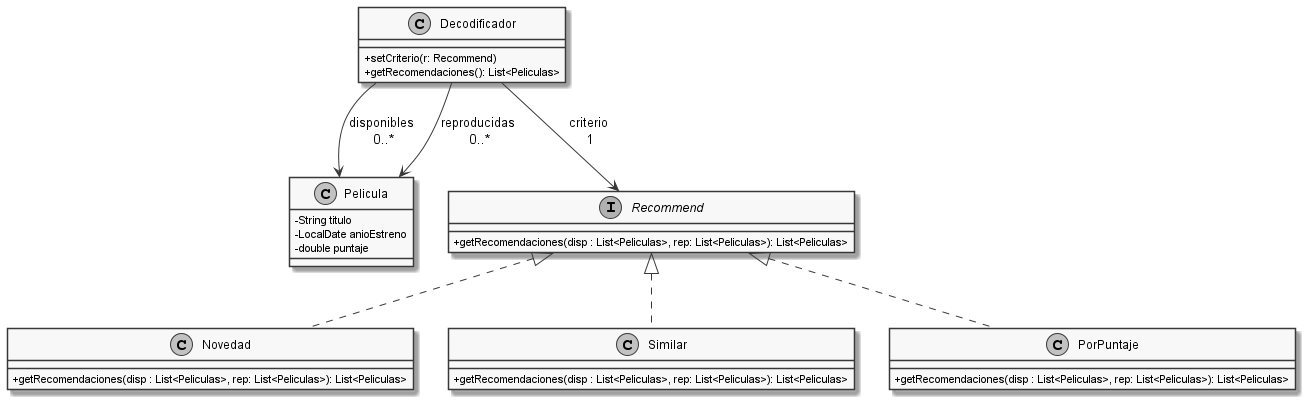 C Decodificador
+setCriterio(r: Recommend)
+getRecomendaciones(): List<Peliculas>
disponibles
0..*
reproducidas
0..*
criterio
1
C Pelicula
-String titulo
-LocalDate anioEstreno
-double puntaje
I Recommend
+getRecomendaciones(disp : List<Peliculas>, rep: List<Peliculas>): List<Peliculas>
C Novedad
+getRecomendaciones(disp : List<Peliculas>, rep: List<Peliculas>): List<Peliculas>
C Similar
+getRecomendaciones(disp : List<Peliculas>, rep: List<Peliculas>): List<Peliculas>
C PorPuntaje
+getRecomendaciones(disp : List<Peliculas>, rep: List<Peliculas>): List<Peliculas>